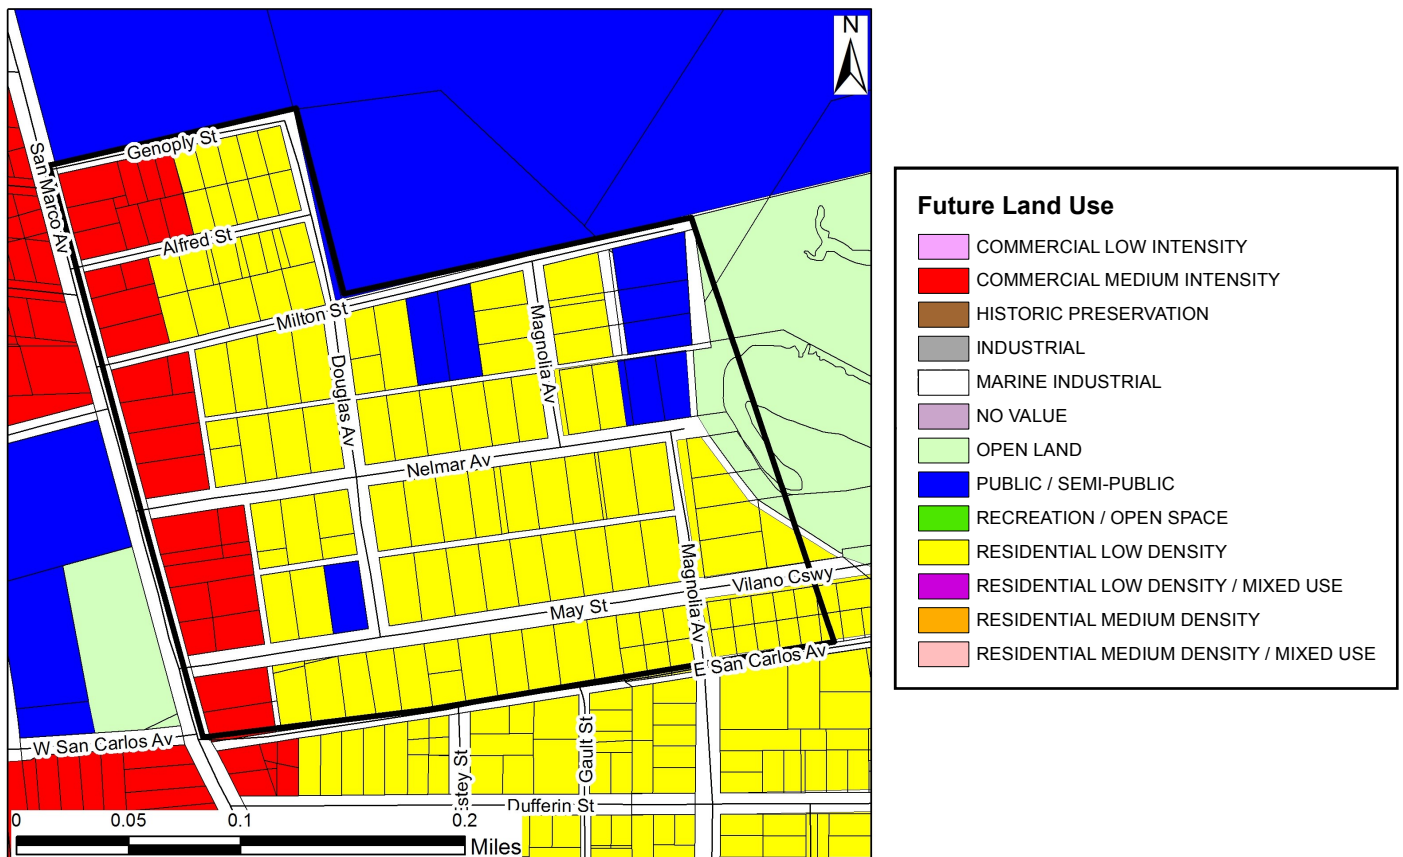 N
Genoply St
San Marco Av
Alfred St
Milton St
Magnolia Av
Douglas Av
Nelmar Av
Magnolia Av
Vilano Cswy
May St
E San Carlos Av
W San Carlos Av
Gault St
Dufferin St
0 0.05 0.1 0.2
Miles
Future Land Use
COMMERCIAL LOW INTENSITY
COMMERCIAL MEDIUM INTENSITY
HISTORIC PRESERVATION
INDUSTRIAL
MARINE INDUSTRIAL
NO VALUE
OPEN LAND
PUBLIC / SEMI-PUBLIC
RECREATION / OPEN SPACE
RESIDENTIAL LOW DENSITY
RESIDENTIAL LOW DENSITY / MIXED USE
RESIDENTIAL MEDIUM DENSITY
RESIDENTIAL MEDIUM DENSITY / MIXED USE